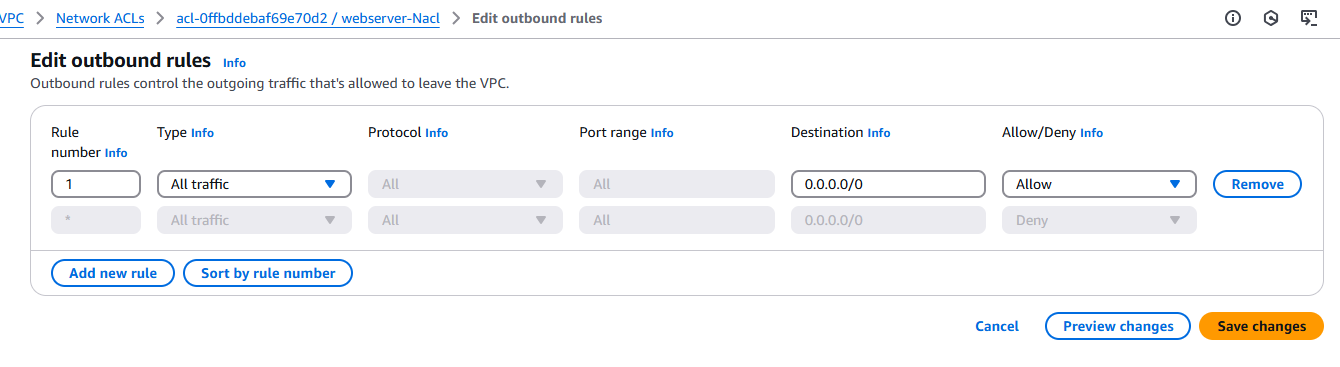 VPC > Network ACLs > acl-0ffbddebaf69e70d2 / webserver-Nacl > Edit outbound rules
Edit outbound rules Info
Outbound rules control the outgoing traffic that's allowed to leave the VPC.
Rule number Info Type Info Protocol Info Port range Info Destination Info Allow/Deny Info
1 All traffic All All 0.0.0.0/0 Allow Remove
* All traffic All All 0.0.0.0/0 Deny
Add new rule Sort by rule number
Cancel Preview changes Save changes